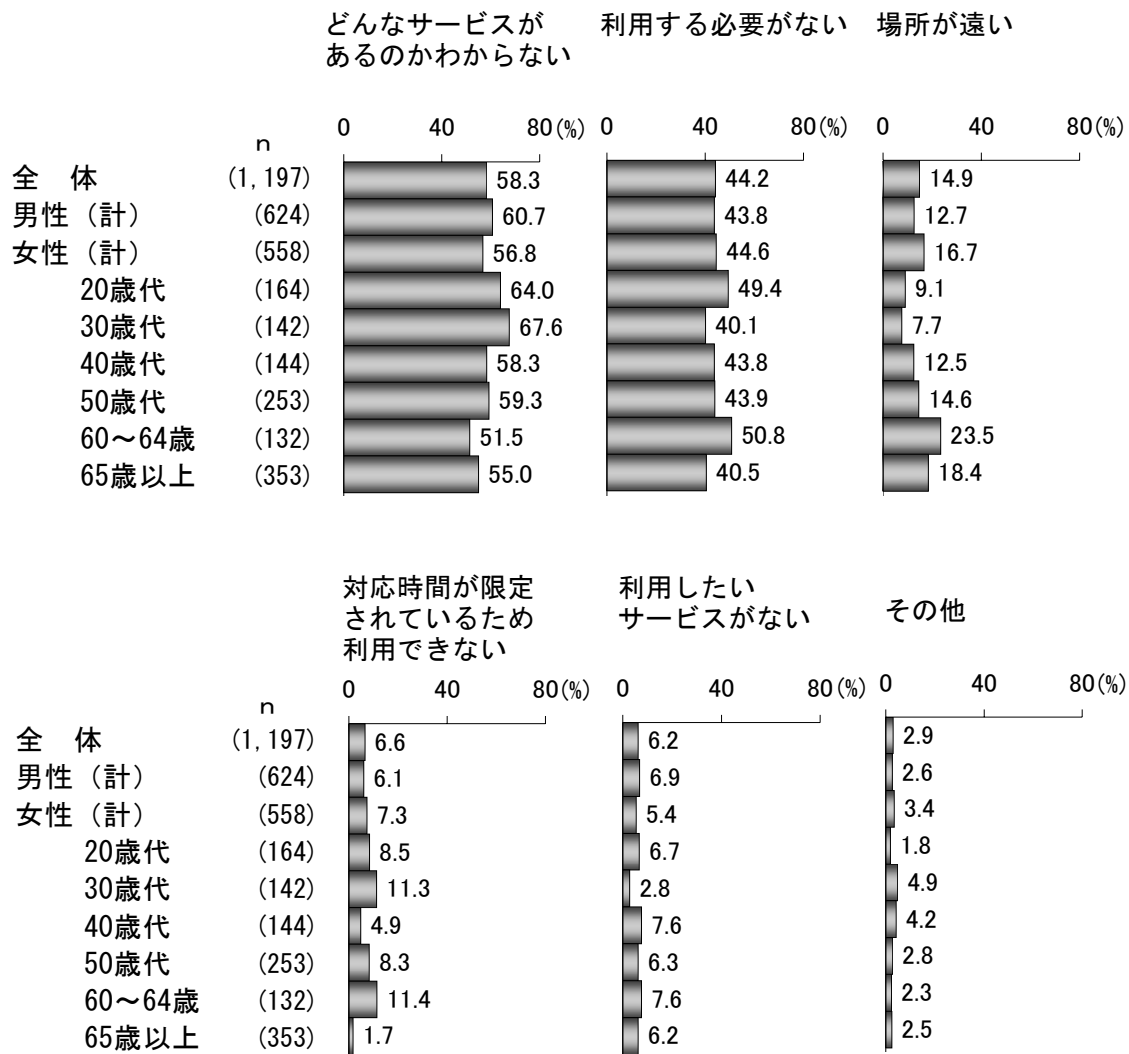 どんなサービスが 利用する必要がない 場所が遠い
あるのかわからない
0 40 80(%) 0 40 80(%) 0 40 80(%)
n
全 体 (1,197) 58.3 44.2 14.9
男性（計） (624) 60.7 43.8 12.7
女性（計） (558) 56.8 44.6 16.7
20歳代 (164) 64.0 49.4 9.1
30歳代 (142) 67.6 40.1 7.7
40歳代 (144) 58.3 43.8 12.5
50歳代 (253) 59.3 43.9 14.6
60～64歳 (132) 51.5 50.8 23.5
65歳以上 (353) 55.0 40.5 18.4
対応時間が限定 利用したい その他
されているため サービスがない
利用できない
0 40 80(%) 0 40 80(%) 0 40 80(%)
n
全 体 (1,197) 6.6 6.2 2.9
男性（計） (624) 6.1 6.9 2.6
女性（計） (558) 7.3 5.4 3.4
20歳代 (164) 8.5 6.7 1.8
30歳代 (142) 11.3 2.8 4.9
40歳代 (144) 4.9 7.6 4.2
50歳代 (253) 8.3 6.3 2.8
60～64歳 (132) 11.4 7.6 2.3
65歳以上 (353) 1.7 6.2 2.5